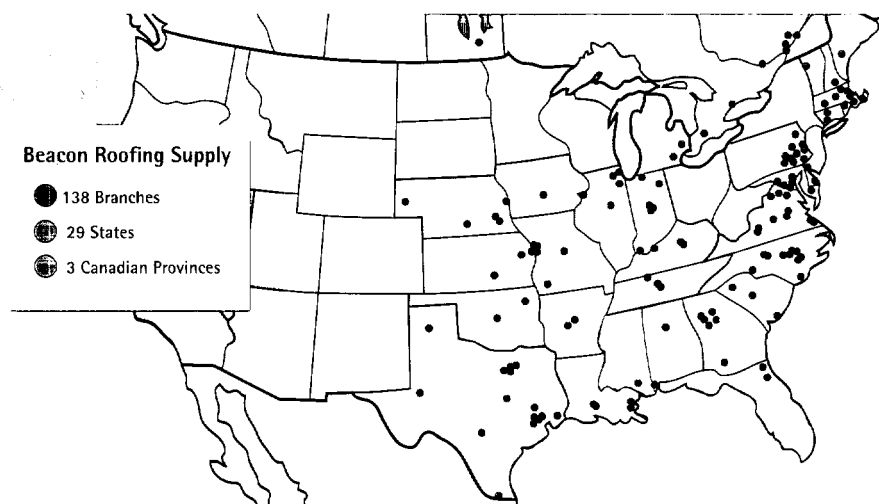 Beacon Roofing Supply
138 Branches
29 States
3 Canadian Provinces